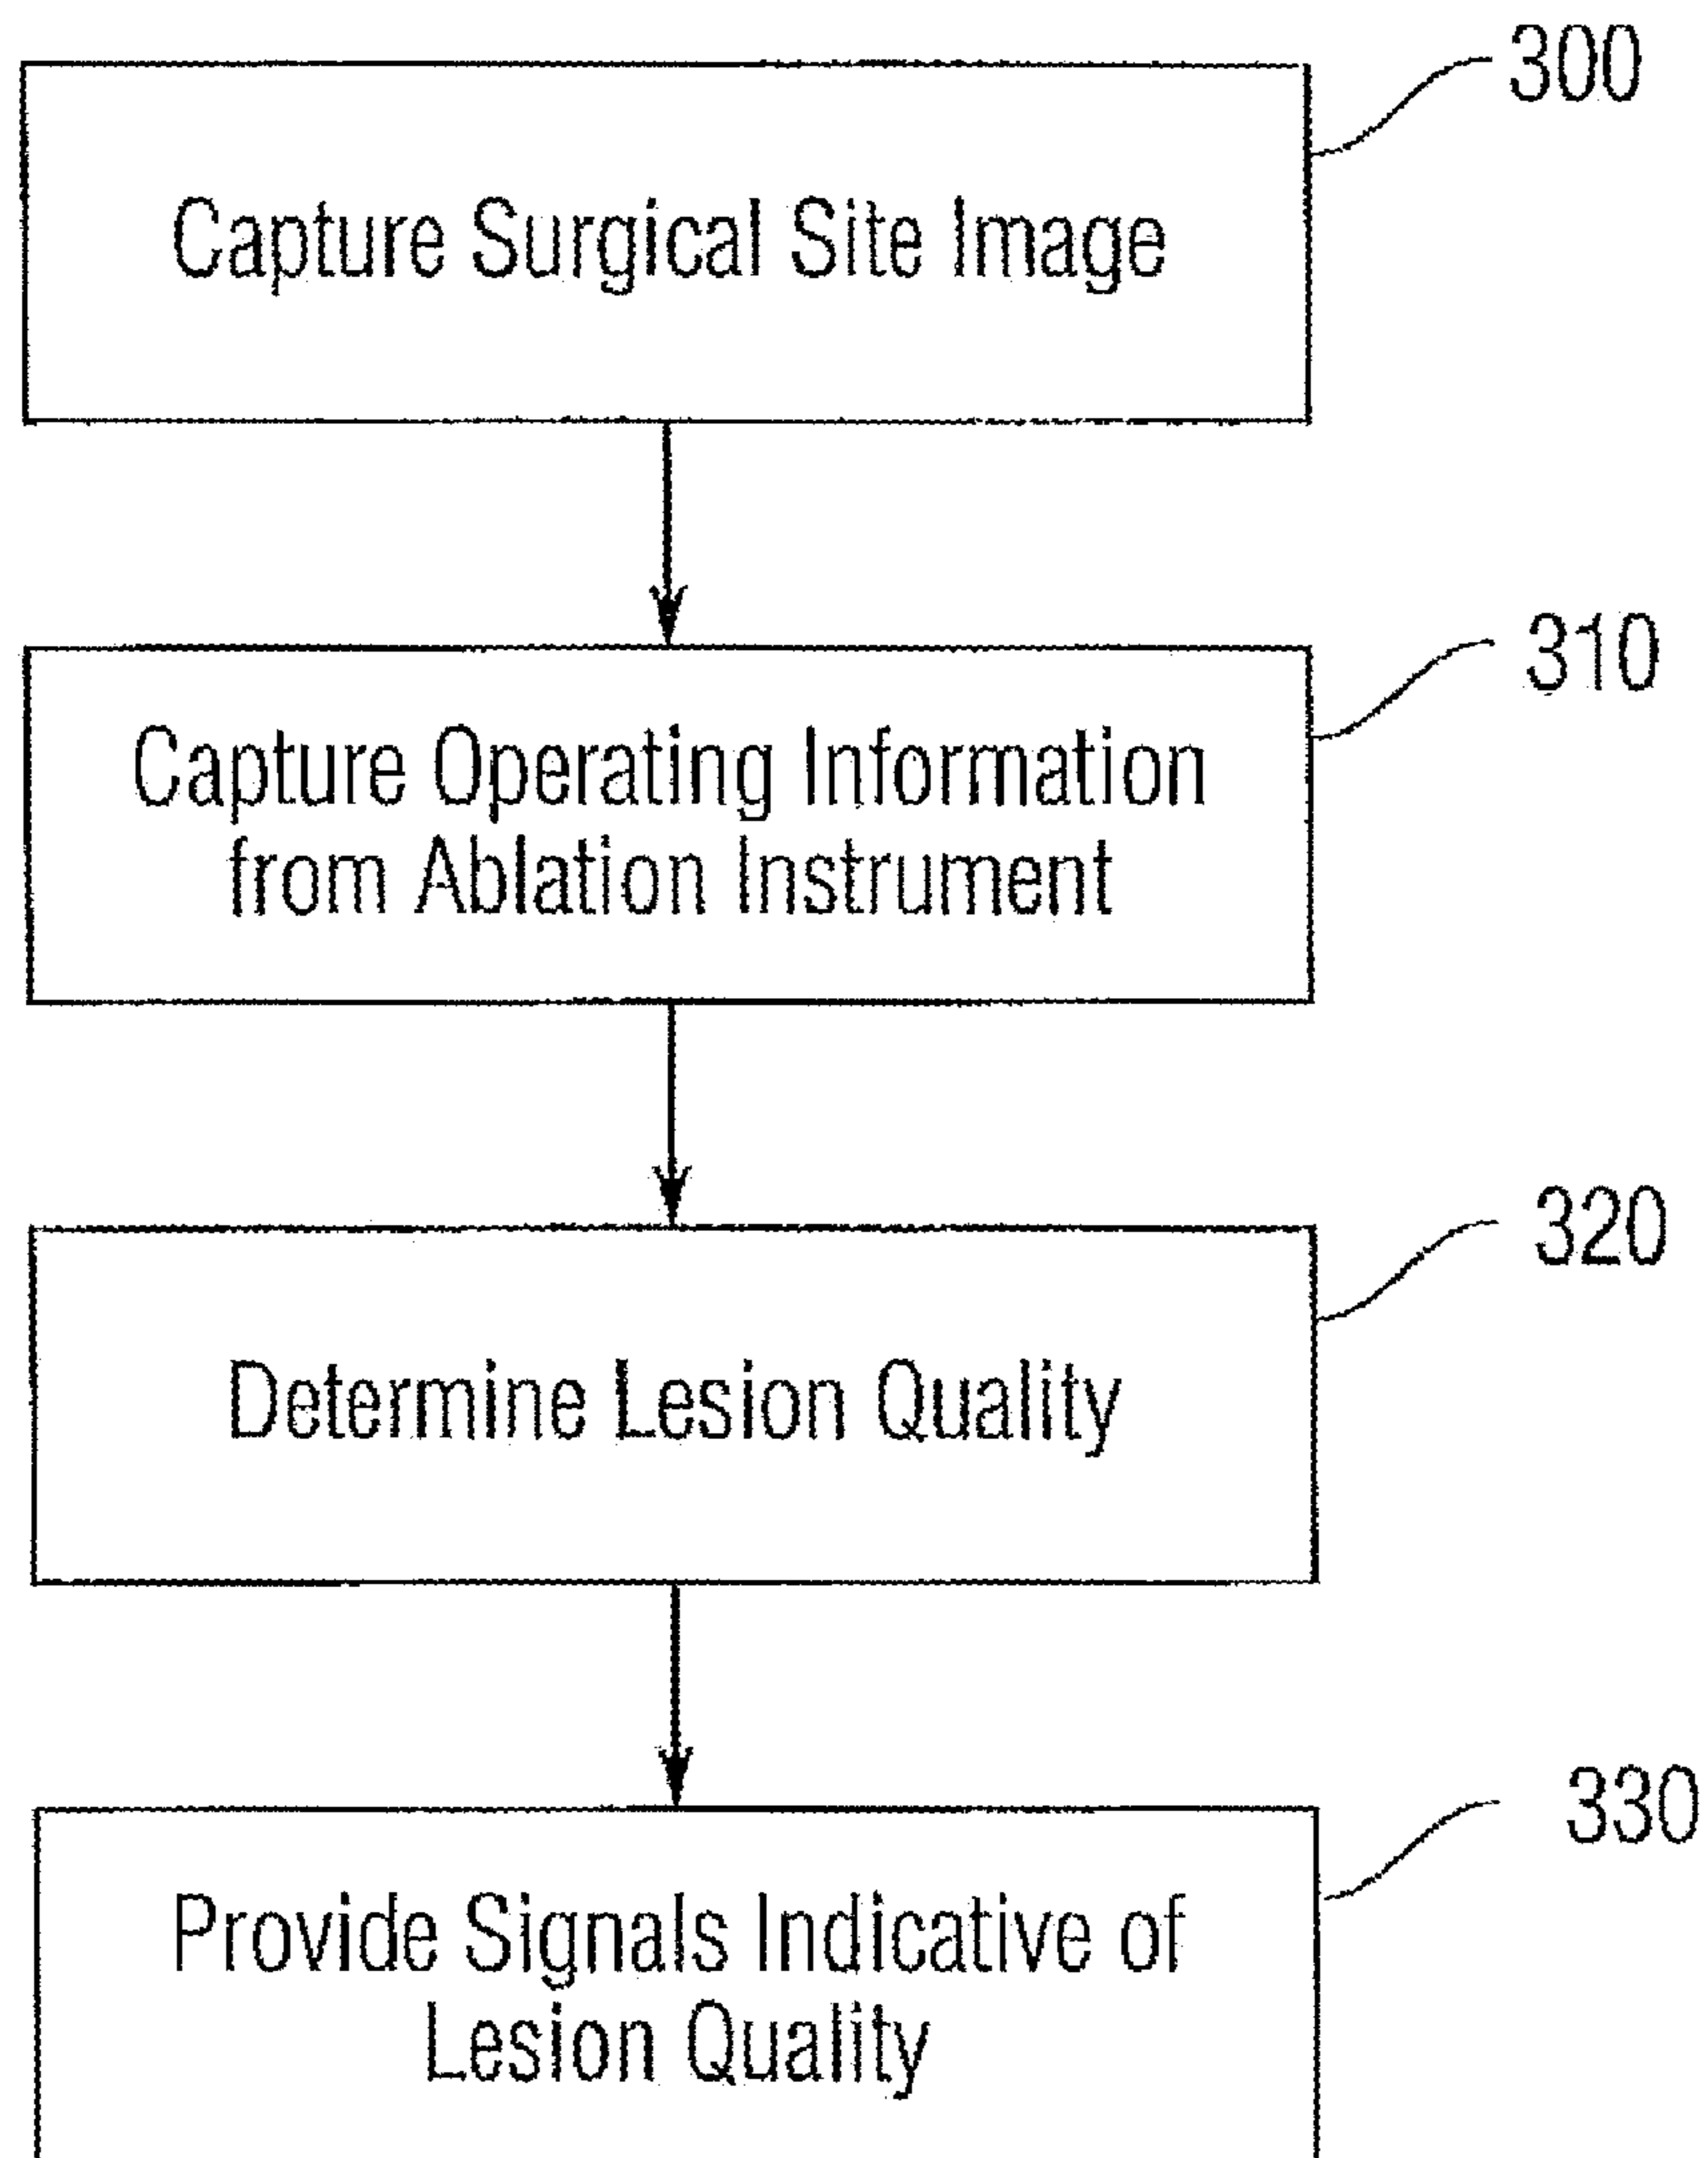 300
Capture Surgical Site Image
310
Capture Operating Information
from Ablation Instrument
320
Determine Lesion Quality
330
Provide Signals Indicative of
Lesion Quality